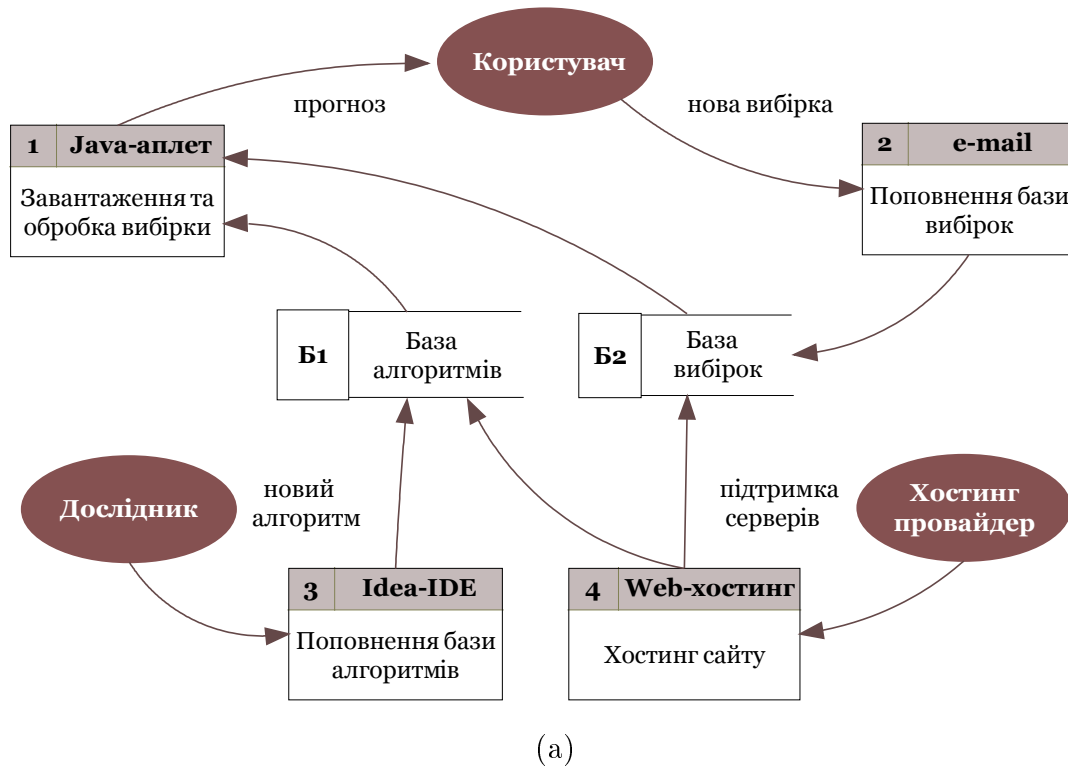 Користувач
прогноз
нова вибірка
1 Java-аплет
Завантаження та
обробка вибірки
2 e-mail
Поповнення бази
вибірок
Б1
База
алгоритмів
Б2
База
вибірок
Дослідник
новий
алгоритм
підтримка
серверів
Хостинг
провайдер
3 Idea-IDE
Поповнення бази
алгоритмів
4 Web-хостинг
Хостинг сайту
(a)